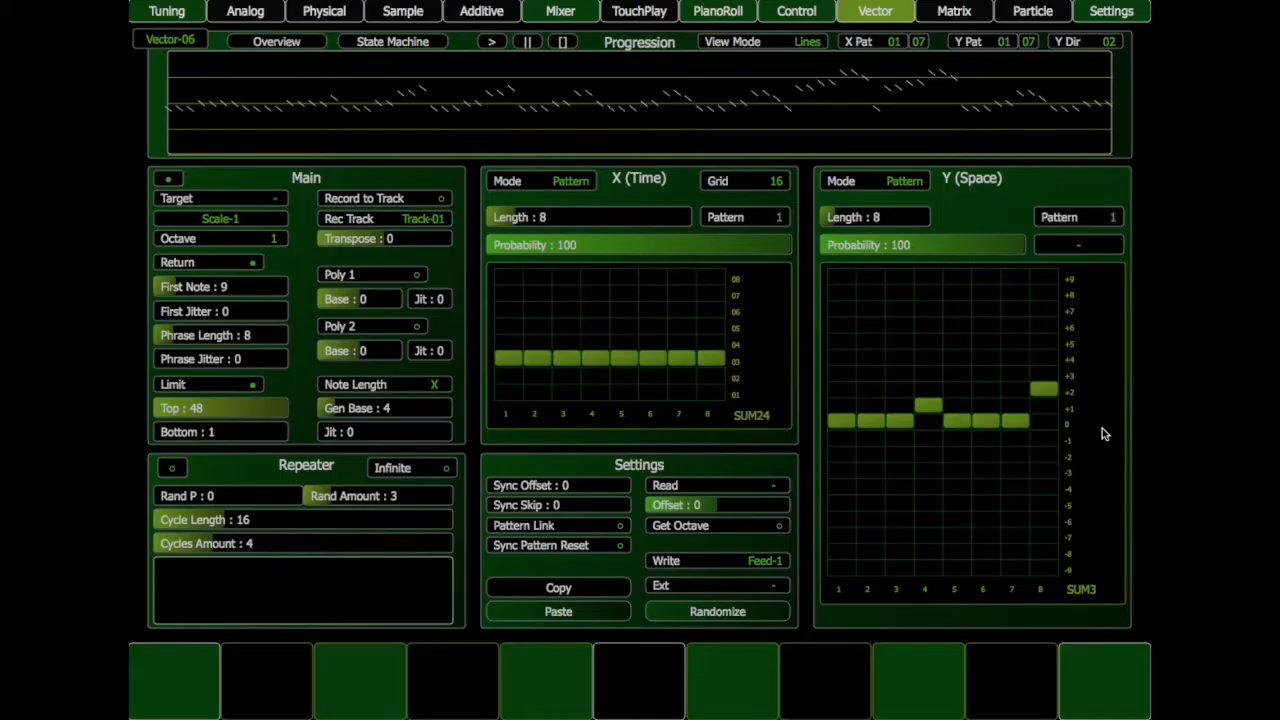 Tuning Analog Physical Sample Additive Mixer TouchPlay PianoRoll Control Vector Matrix Particle Settings
Vector-06 Overview State Machine > || [] Progression View Mode Lines X Pat 01 07 Y Pat 01 07 Y Dir 02
Main
Target -
Scale-1
Octave 1
Return
First Note : 9
First Jitter : 0
Phrase Length : 8
Phrase Jitter : 0
Limit
Top : 48
Bottom : 1
Record to Track
Rec Track Track-01
Transpose : 0
Poly 1
Base : 0 Jit : 0
Poly 2
Base : 0 Jit : 0
Note Length X
Gen Base : 4
Jit : 0
X (Time)
Mode Pattern Grid 16
Length : 8 Pattern 1
Probability : 100
08
07
06
05
04
03
02
01
1 2 3 4 5 6 7 8 SUM24
Y (Space)
Mode Pattern
Length : 8 Pattern 1
Probability : 100 -
+9
+8
+7
+6
+5
+4
+3
+2
+1
0
-1
-2
-3
-4
-5
-6
-7
-8
-9
1 2 3 4 5 6 7 8 SUM3
Repeater Infinite
Rand P : 0 Rand Amount : 3
Cycle Length : 16
Cycles Amount : 4
Settings
Sync Offset : 0
Sync Skip : 0
Pattern Link
Sync Pattern Reset
Copy
Paste
Read -
Offset : 0
Get Octave
Write Feed-1
Ext -
Randomize